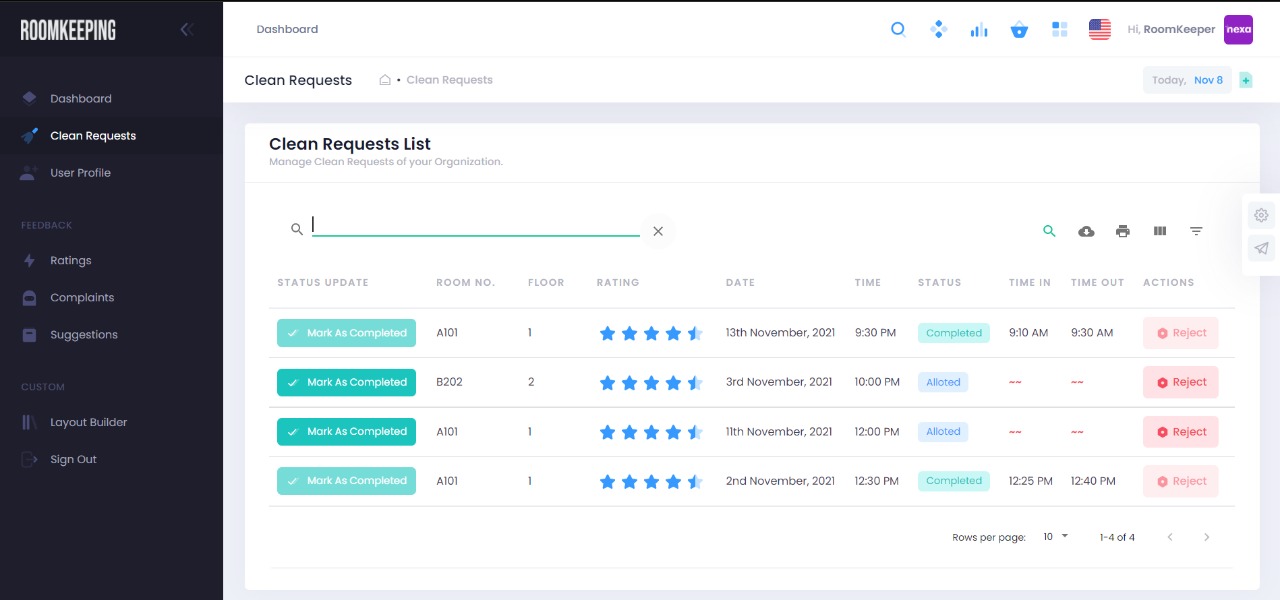 ROOMKEEPING
Dashboard
Clean Requests
User Profile
FEEDBACK
Ratings
Complaints
Suggestions
CUSTOM
Layout Builder
Sign Out
Dashboard
Hi, RoomKeeper
nexa
Clean Requests • Clean Requests
Today, Nov 8
Clean Requests List
Manage Clean Requests of your Organization.
STATUS UPDATE ROOM NO. FLOOR RATING DATE TIME STATUS TIME IN TIME OUT ACTIONS
Mark As Completed A101 1 13th November, 2021 9:30 PM Completed 9:10 AM 9:30 AM Reject
Mark As Completed B202 2 3rd November, 2021 10:00 PM Alloted ~~ ~~ Reject
Mark As Completed A101 1 11th November, 2021 12:00 PM Alloted ~~ ~~ Reject
Mark As Completed A101 1 2nd November, 2021 12:30 PM Completed 12:25 PM 12:40 PM Reject
Rows per page: 10 1-4 of 4